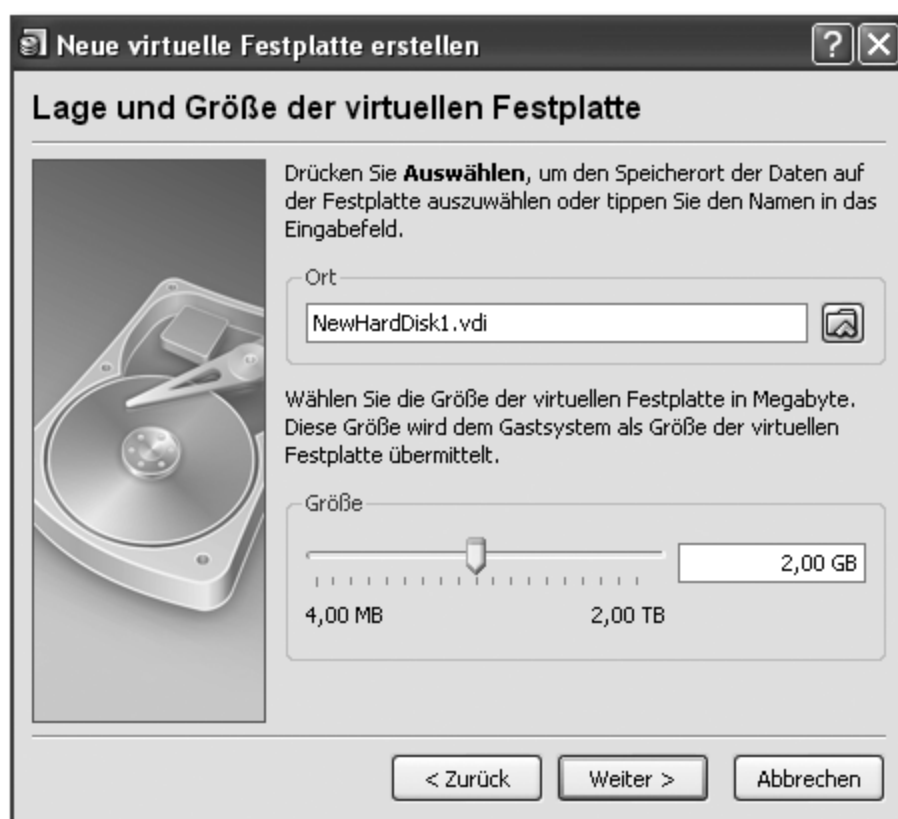 Neue virtuelle Festplatte erstellen
?
Lage und Größe der virtuellen Festplatte
Drücken Sie Auswählen, um den Speicherort der Daten auf
der Festplatte auszuwählen oder tippen Sie den Namen in das
Eingabefeld.
Ort
NewHardDisk1.vdi
Wählen Sie die Größe der virtuellen Festplatte in Megabyte.
Diese Größe wird dem Gastsystem als Größe der virtuellen
Festplatte übermittelt.
Größe
2,00 GB
4,00 MB 2,00 TB
< Zurück Weiter > Abbrechen